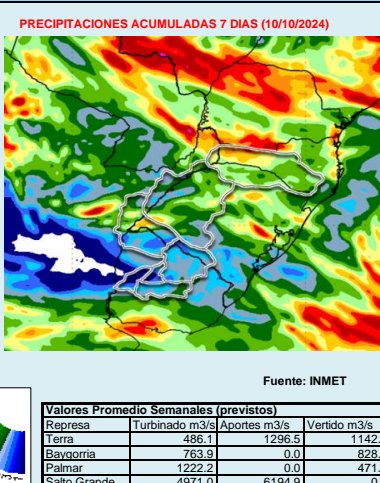 PRECIPITACIONES ACUMULADAS 7 DIAS (10/10/2024)
Fuente: INMET
Valores Promedio Semanales (previstos)
Represa Turbinado m3/s Aportes m3/s Vertido m3/s
Terra 486.1 1296.5 1142.
Baygorria 763.9 0.0 828.
Palmar 1222.2 0.0 471.
Salto Grande 4971.0 6194.9 0.